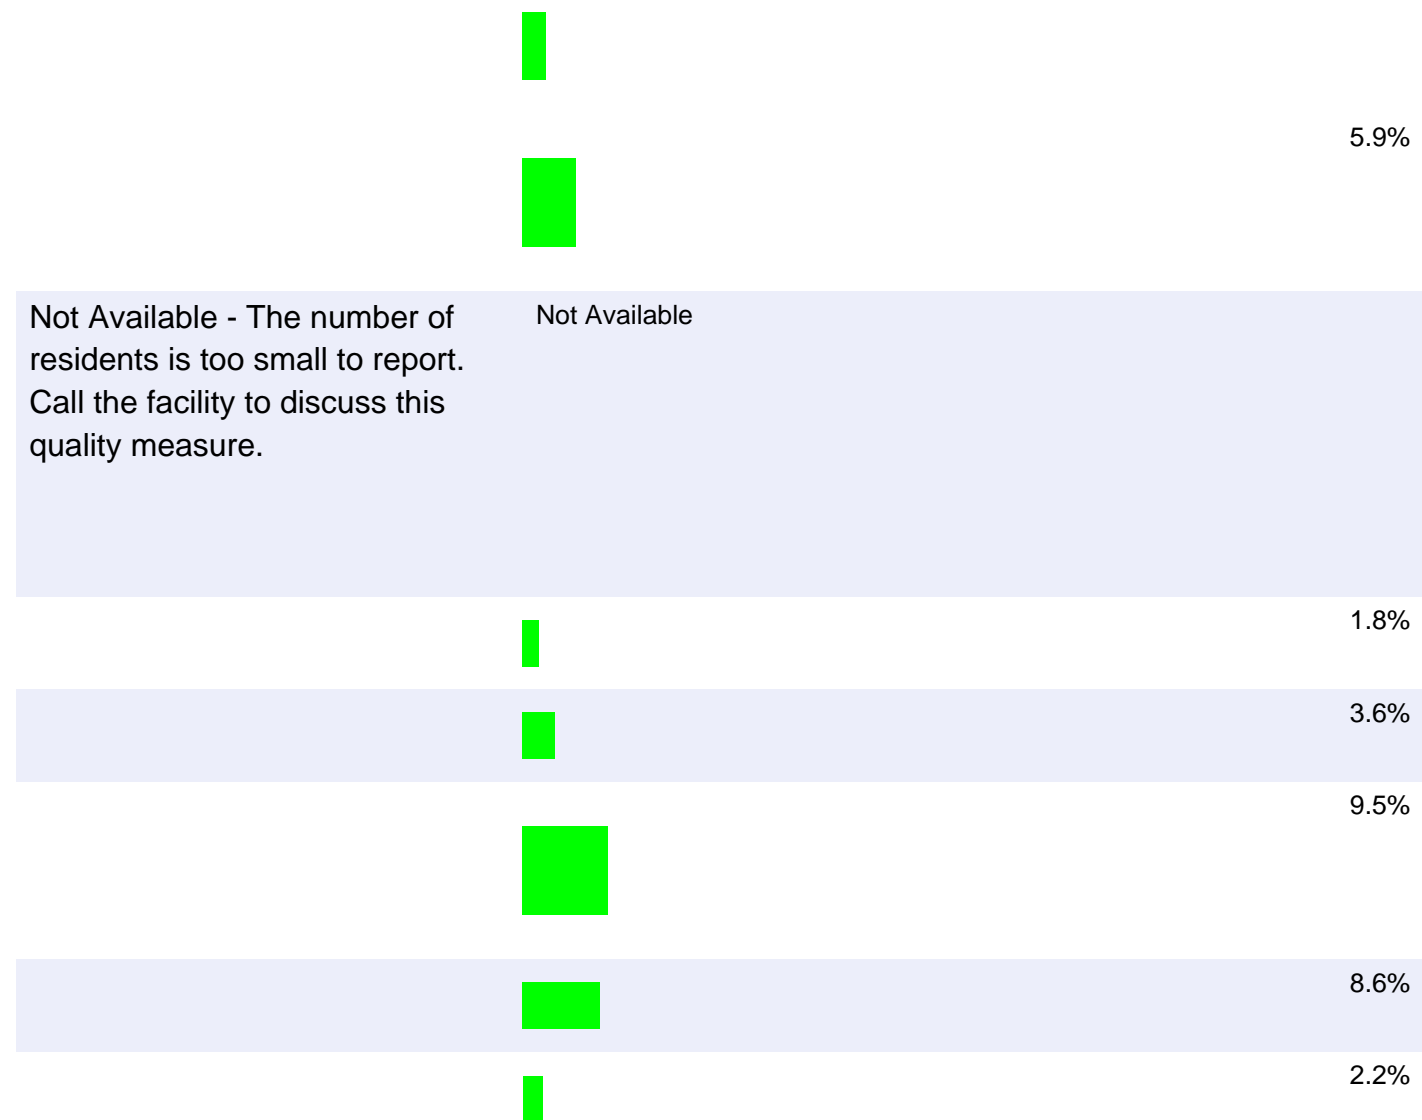 5.9%
Not Available - The number of
residents is too small to report.
Call the facility to discuss this
quality measure.
Not Available
1.8%
3.6%
9.5%
8.6%
2.2%